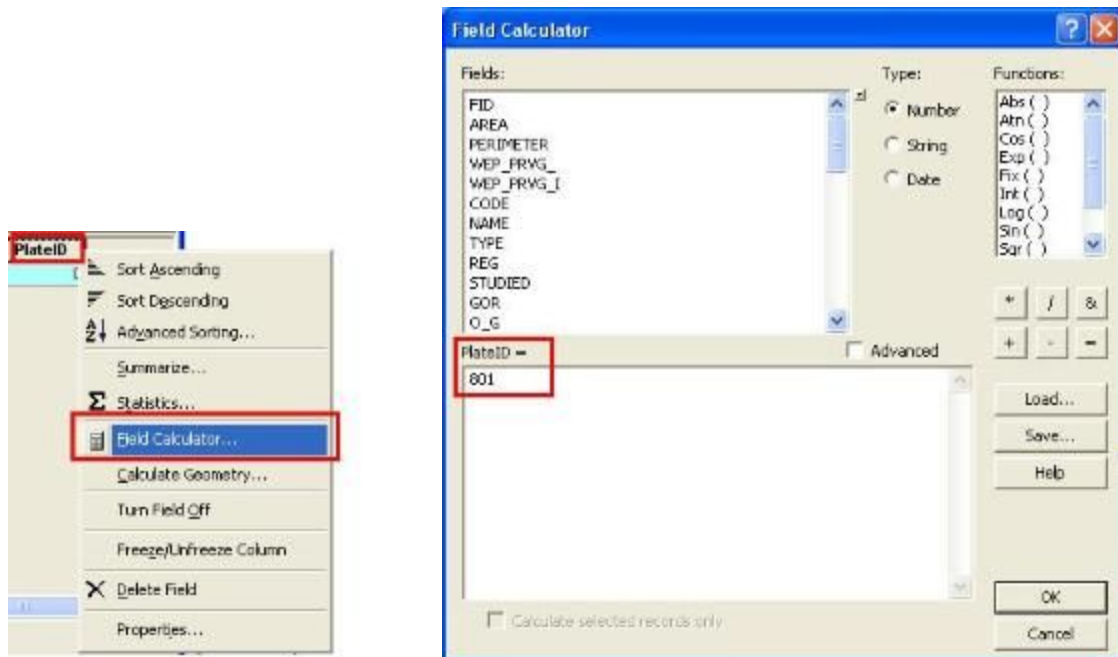 PlateID
Sort Ascending
Sort Descending
Advanced Sorting...
Summarize...
Σ Statistics...
Field Calculator...
Calculate Geometry...
Turn Field Off
Freeze/Unfreeze Column
Delete Field
Properties...
Field Calculator
Fields:
FID
AREA
PERIMETER
WEP_PRVG_
WEP_PRVG_I
CODE
NAME
TYPE
REG
STUDIED
GOR
O_G
Type:
Number
String
Date
Functions:
Abs ( )
Atn ( )
Cos ( )
Exp ( )
Fix ( )
Int ( )
Log ( )
Sin ( )
Sqr ( )
* / &
+ - =
PlateID =
Advanced
801
Load...
Save...
Help
Calculate selected records only
OK
Cancel